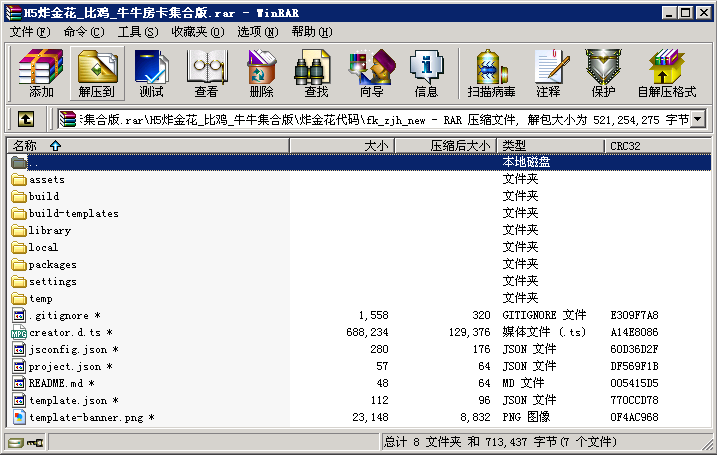 H5炸金花_比鸡_牛牛房卡集合版.rar - WinRAR
文件(F) 命令(C) 工具(S) 收藏夹(O) 选项(N) 帮助(H)
添加 解压到 测试 查看 删除 查找 向导 信息 扫描病毒 注释 保护 自解压格式
:集合版.rar\H5炸金花_比鸡_牛牛集合版\炸金花代码\fk_zjh_new - RAR 压缩文件, 解包大小为 521,254,275 字节
名称 大小 压缩后大小 类型 CRC32
.. 本地磁盘
assets 文件夹
build 文件夹
build-templates 文件夹
library 文件夹
local 文件夹
packages 文件夹
settings 文件夹
temp 文件夹
.gitignore * 1,558 320 GITIGNORE 文件 E309F7A8
creator.d.ts * 688,234 129,376 媒体文件 (.ts) A14E8086
jsconfig.json * 280 176 JSON 文件 60D36D2F
project.json * 57 64 JSON 文件 DF569F1B
README.md * 48 64 MD 文件 005415D5
template.json * 112 96 JSON 文件 770CCD78
template-banner.png * 23,148 8,832 PNG 图像 0F4AC968
总计 8 文件夹 和 713,437 字节(7 个文件)